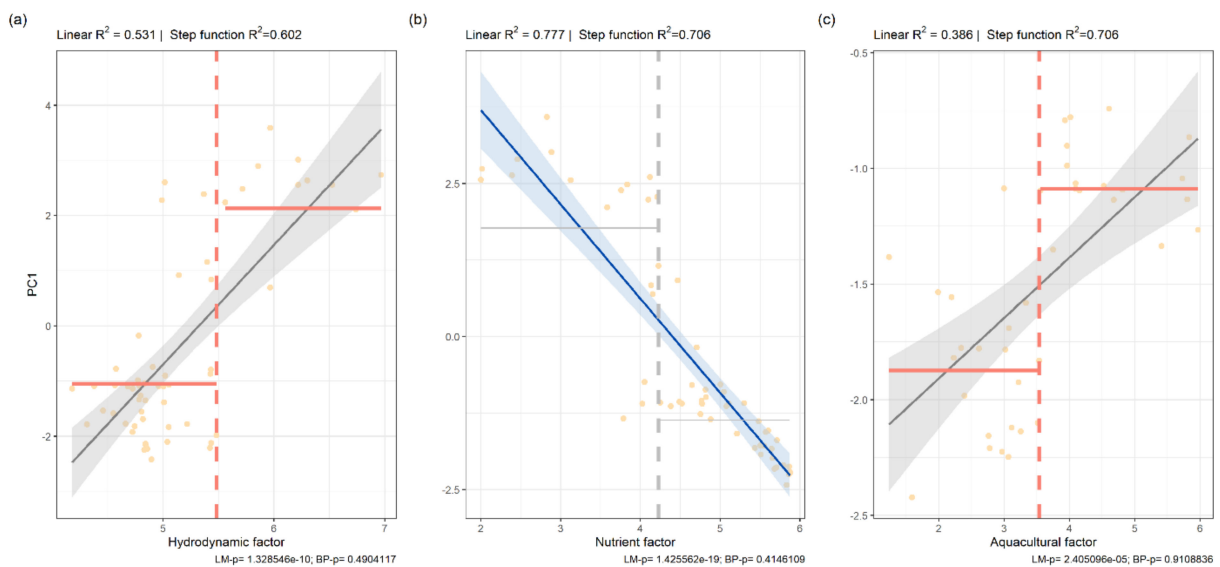 (a)
Linear R² = 0.531 | Step function R²=0.602
PC1
4
2
0
-2
5
6
7
Hydrodynamic factor
LM-p= 1.328546e-10; BP-p= 0.4904117
(b)
Linear R² = 0.777 | Step function R²=0.706
2.5
0.0
-2.5
2
3
4
5
6
Nutrient factor
LM-p= 1.425562e-19; BP-p= 0.4146109
(c)
Linear R² = 0.386 | Step function R²=0.706
-0.5
-1.0
-1.5
-2.0
-2.5
2
3
4
5
6
Aquacultural factor
LM-p= 2.405096e-05; BP-p= 0.9108836